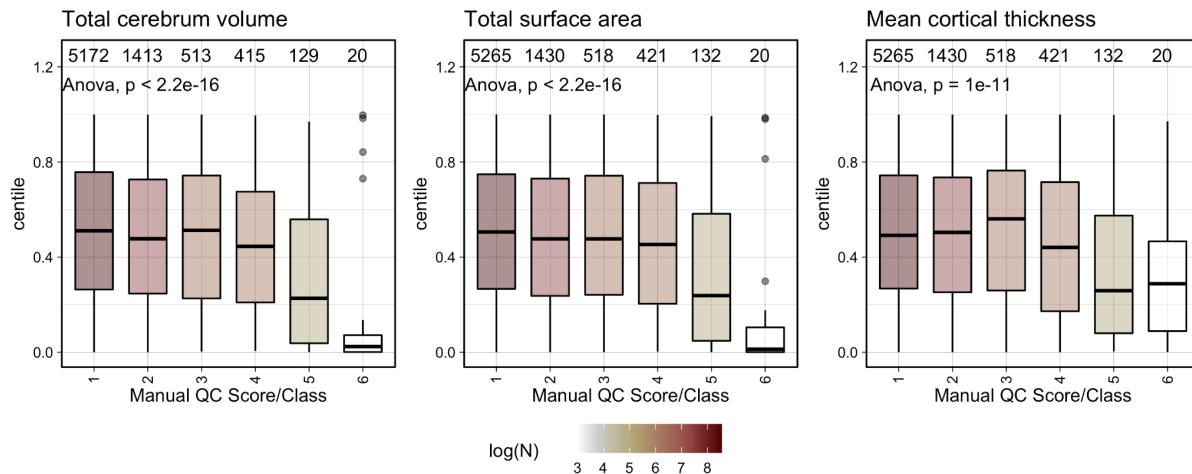 Total cerebrum volume
5172 1413 513 415 129 20
Anova, p < 2.2e-16
1.2
0.8
0.4
0.0
centile
1 2 3 4 5 6
Manual QC Score/Class
Total surface area
5265 1430 518 421 132 20
Anova, p < 2.2e-16
1.2
0.8
0.4
0.0
centile
1 2 3 4 5 6
Manual QC Score/Class
Mean cortical thickness
5265 1430 518 421 132 20
Anova, p = 1e-11
1.2
0.8
0.4
0.0
centile
1 2 3 4 5 6
Manual QC Score/Class
log(N)
3 4 5 6 7 8